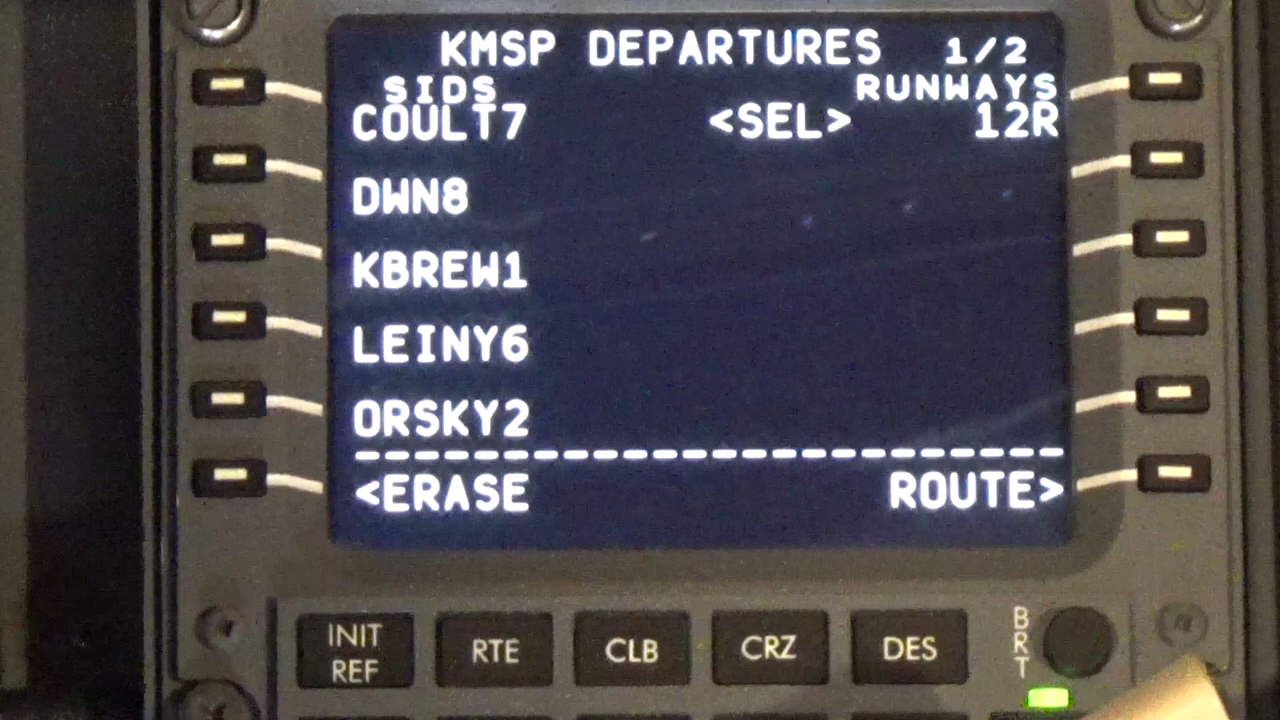 KMSP DEPARTURES 1/2
SIDS RUNWAYS
COULT7 <SEL> 12R
DWN8
KBREW1
LEINY6
ORSKY2
--------------------------
<ERASE ROUTE>
INIT REF RTE CLB CRZ DES BRT